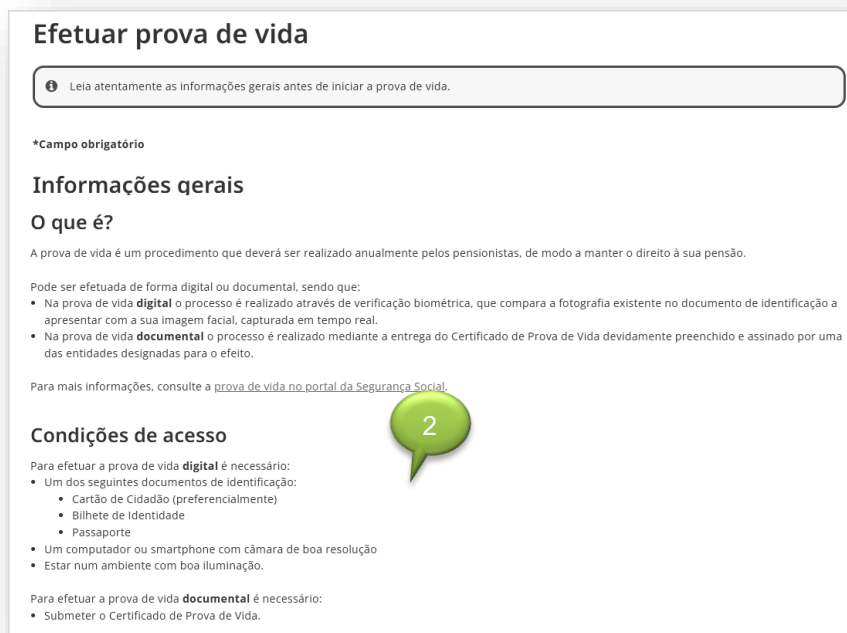 Efetuar prova de vida
Leia atentamente as informações gerais antes de iniciar a prova de vida.
*Campo obrigatório
Informações gerais
O que é?
A prova de vida é um procedimento que deverá ser realizado anualmente pelos pensionistas, de modo a manter o direito à sua pensão.
Pode ser efetuada de forma digital ou documental, sendo que:
• Na prova de vida digital o processo é realizado através de verificação biométrica, que compara a fotografia existente no documento de identificação a
apresentar com a sua imagem facial, capturada em tempo real.
• Na prova de vida documental o processo é realizado mediante a entrega do Certificado de Prova de Vida devidamente preenchido e assinado por uma
das entidades designadas para o efeito.
Para mais informações, consulte a prova de vida no portal da Segurança Social.
2
Condições de acesso
Para efetuar a prova de vida digital é necessário:
• Um dos seguintes documentos de identificação:
• Cartão de Cidadão (preferencialmente)
• Bilhete de Identidade
• Passaporte
• Um computador ou smartphone com câmara de boa resolução
• Estar num ambiente com boa iluminação.
Para efetuar a prova de vida documental é necessário:
• Submeter o Certificado de Prova de Vida.